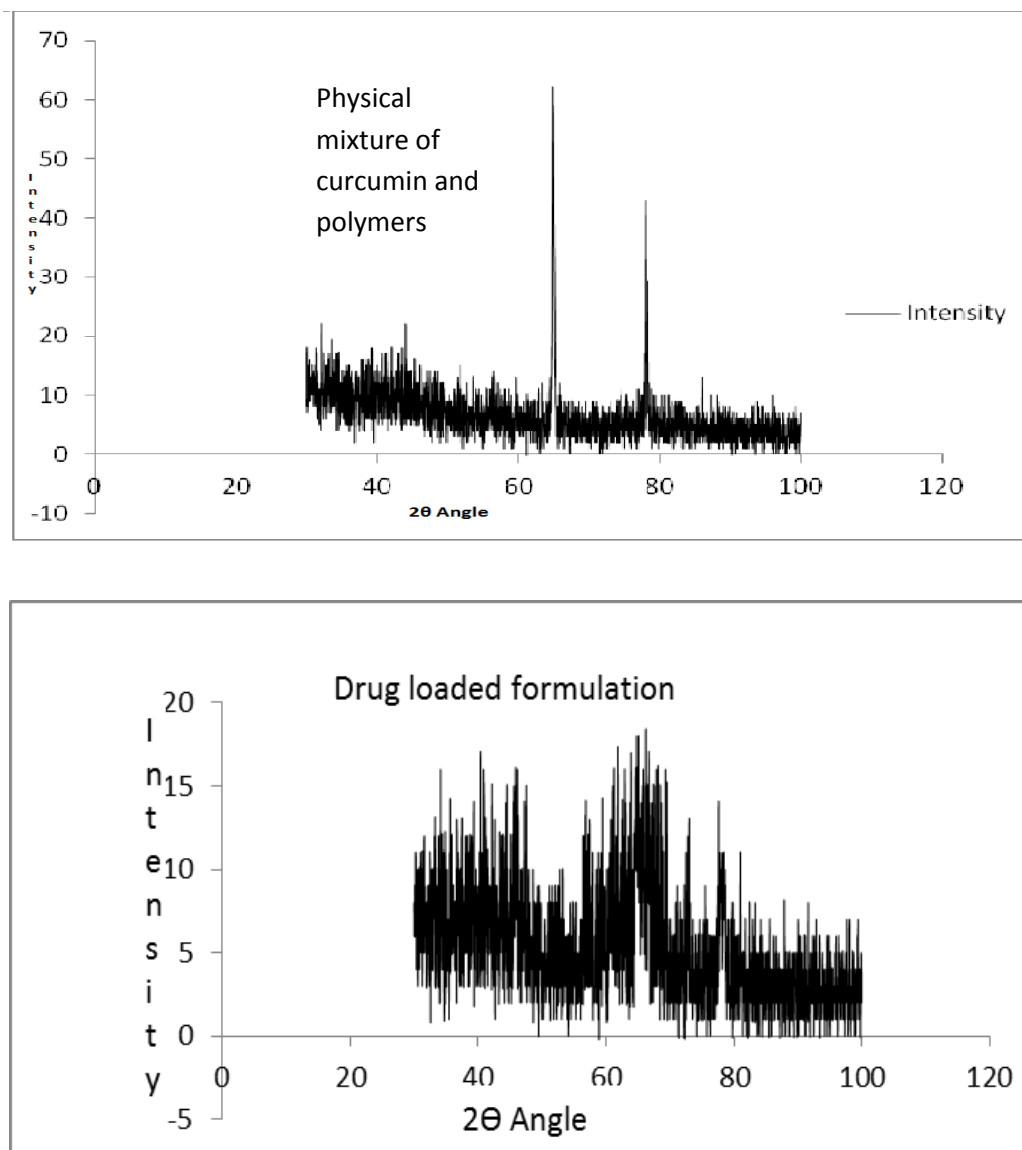 70
60
50
40
30
20
10
0
-10
Intensity
Physical
mixture of
curcumin and
polymers
Intensity
0 20 40 60 80 100 120
2θ Angle
Drug loaded formulation
20
15
10
5
0
-5
Intensity
0 20 40 60 80 100 120
2θ Angle